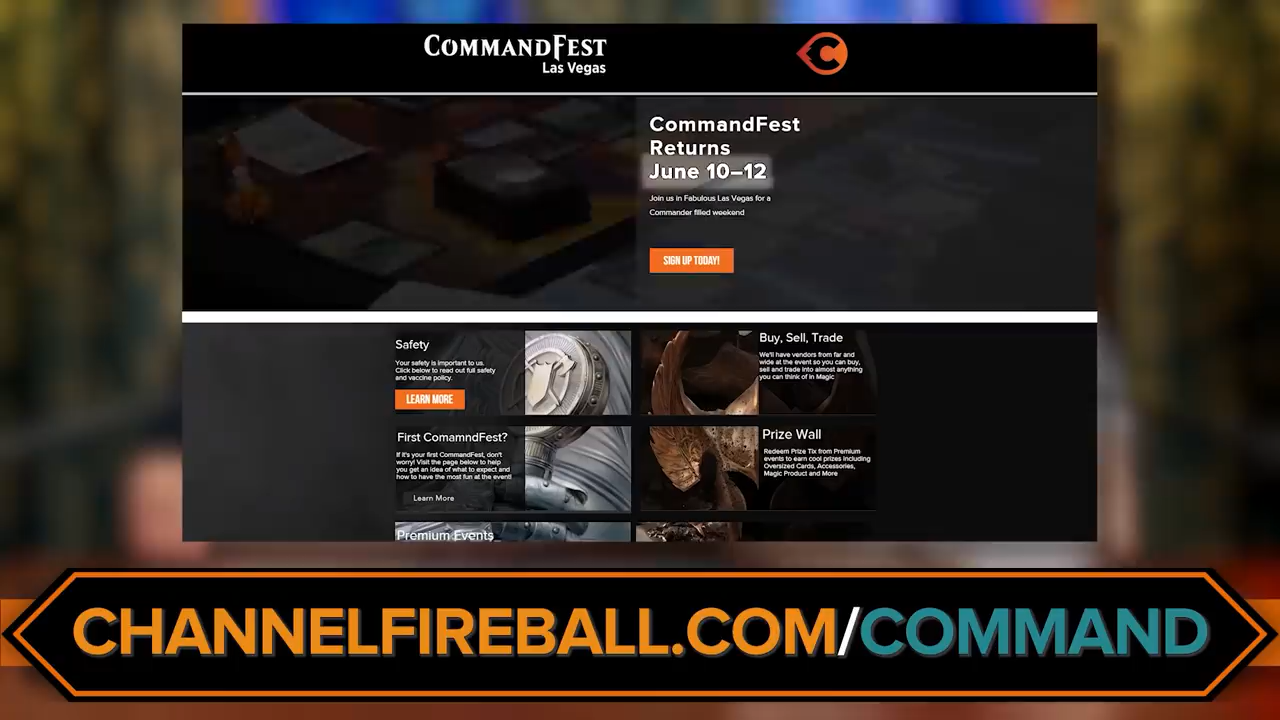 COMMANDFEST
Las Vegas
CommandFest
Returns
June 10–12
Join us in Fabulous Las Vegas for a
Commander filled weekend
SIGN UP TODAY!
Safety
Your safety is important to us.
Click below to read out full safety
and vaccine policy.
LEARN MORE
Buy, Sell, Trade
We'll have vendors from far and
wide at the event so you can buy,
sell and trade into almost anything
you can think of in Magic
First ComamndFest?
If it's your first CommandFest, don't
worry! Visit the page below to help
you get an idea of what to expect and
how to have the most fun at the event!
Learn More
Prize Wall
Redeem Prize Tix from Premium
events to earn cool prizes including
Oversized Cards, Accessories,
Magic Product and More
Premium Events
CHANNELFIREBALL.COM/COMMAND